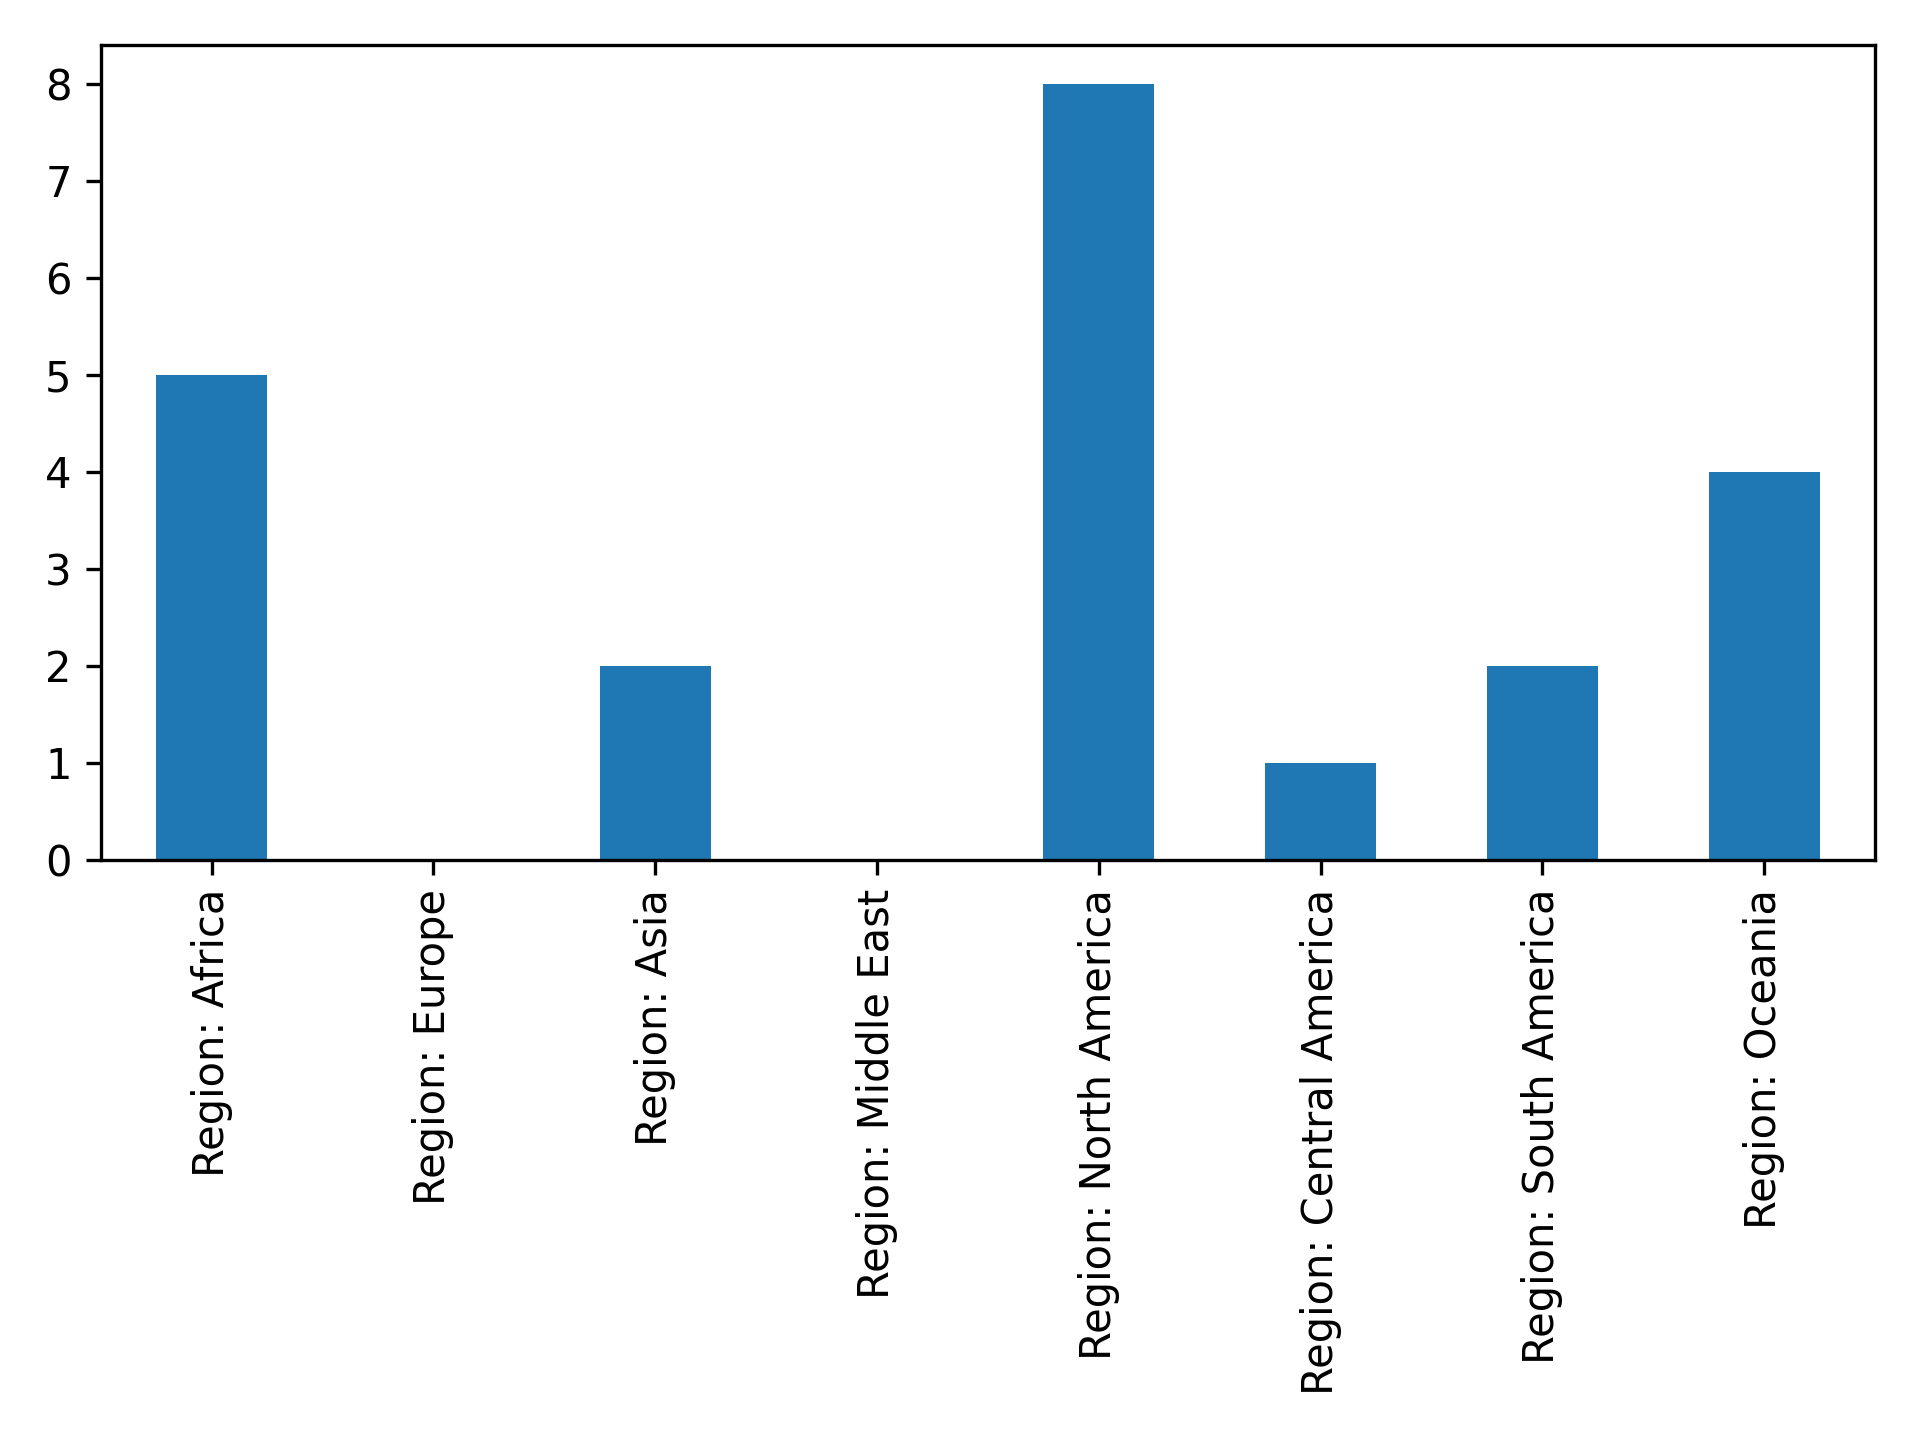 8
7
6
5
4
3
2
1
0
Region: Africa
Region: Europe
Region: Asia
Region: Middle East
Region: North America
Region: Central America
Region: South America
Region: Oceania